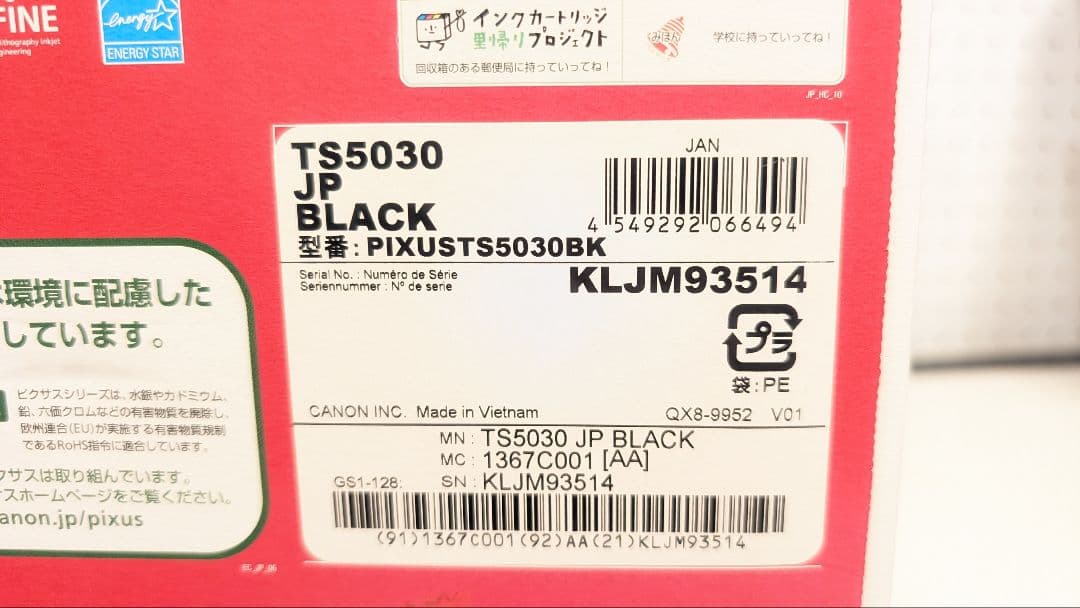 FINE
lithography inkjet
engineering
energy
ENERGY STAR
インクカートリッジ
里帰りプロジェクト
回収箱のある郵便局に持っていってね!
くみほん
学校に持っていってね!
JP_HC_10
TS5030
JP
BLACK
型番:PIXUSTS5030BK
JAN
4 549292 066494
Serial No. : Numéro de Série
Seriennummer : Nº de serie
KLJM93514
プラ
袋:PE
CANON INC. Made in Vietnam
QX8-9952 V01
MN : TS5030 JP BLACK
MC : 1367C001 [AA]
GS1-128: SN : KLJM93514
(91)1367C001(92)AA(21)KLJM93514
環境に配慮した
しています。
ピクサスシリーズは、水銀やカドミウム、
鉛、六価クロムなどの有害物質を廃除し、
欧州連合(EU)が実施する有害物質規制
であるRoHS指令に適合しています。
クサスは取り組んでいます。
スホームページをご覧ください。
anon.jp/pixus